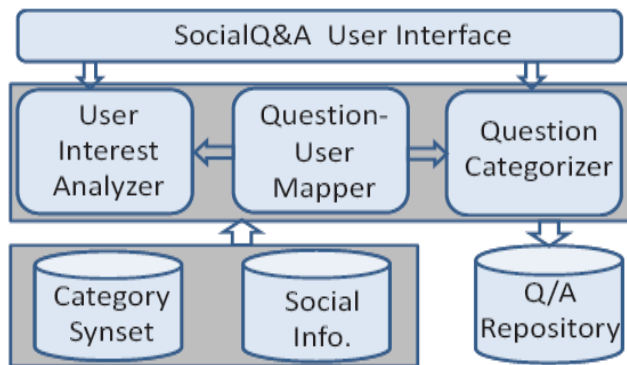 SocialQ&A User Interface
User
Interest
Analyzer
Question-
User
Mapper
Question
Categorizer
Category
Synset
Social
Info.
Q/A
Repository